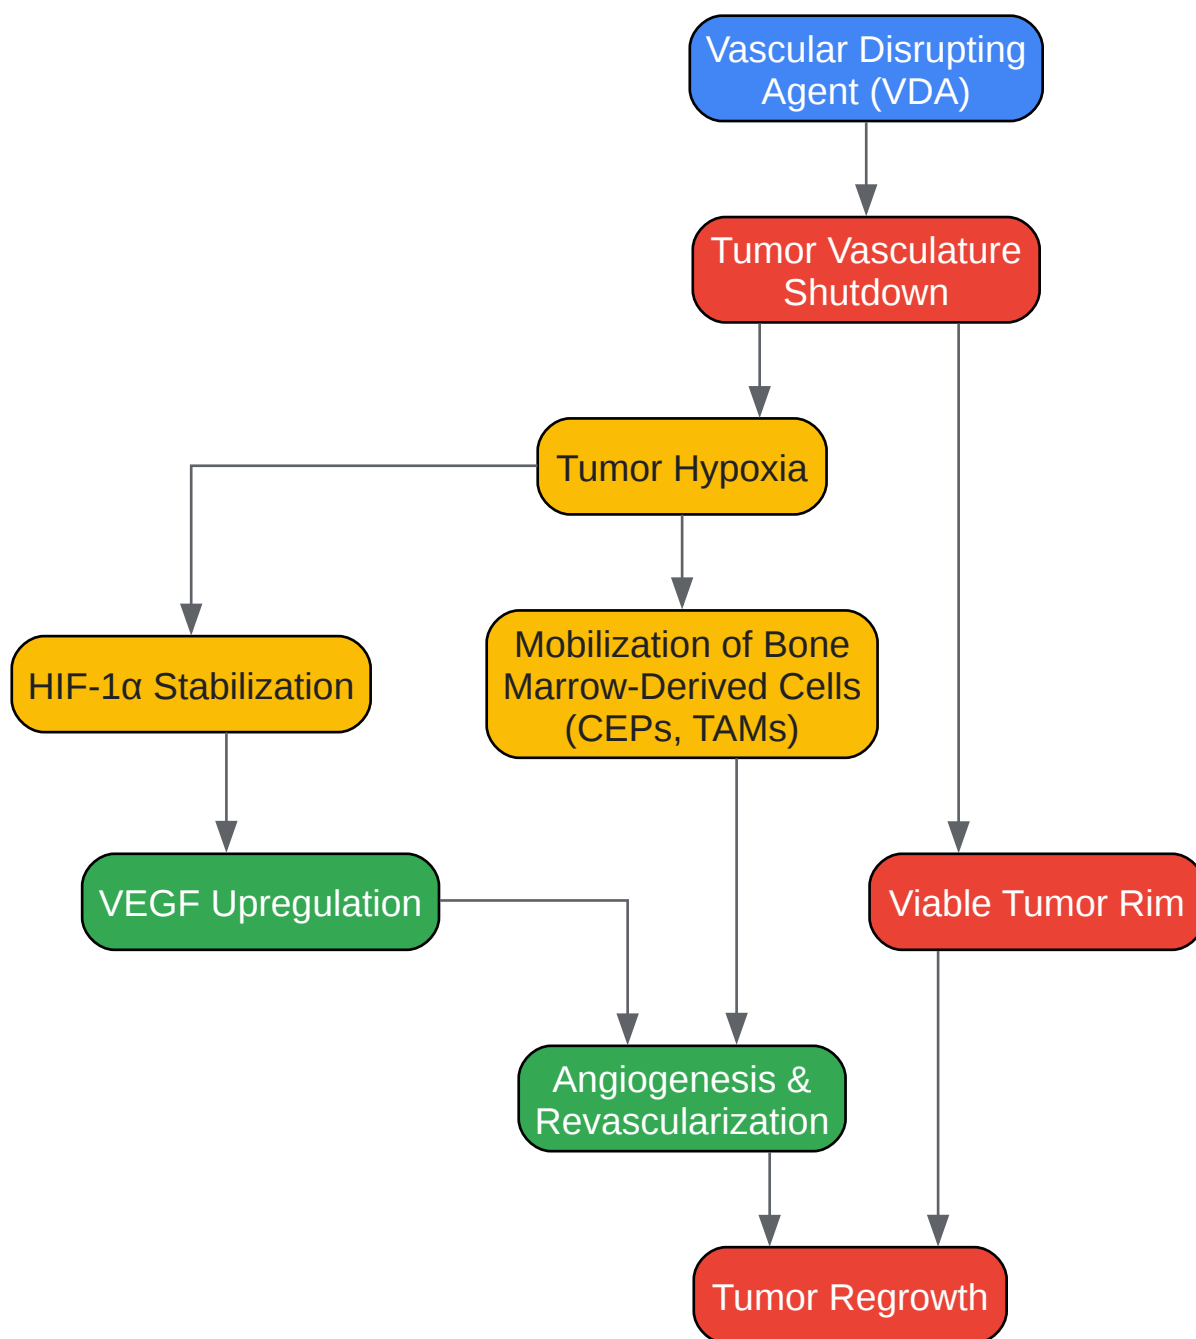 Vascular Disrupting
Agent (VDA)
Tumor Vasculature
Shutdown
Tumor Hypoxia
HIF-1α Stabilization
Mobilization of Bone
Marrow-Derived Cells
(CEPs, TAMs)
VEGF Upregulation
Viable Tumor Rim
Angiogenesis &
Revascularization
Tumor Regrowth